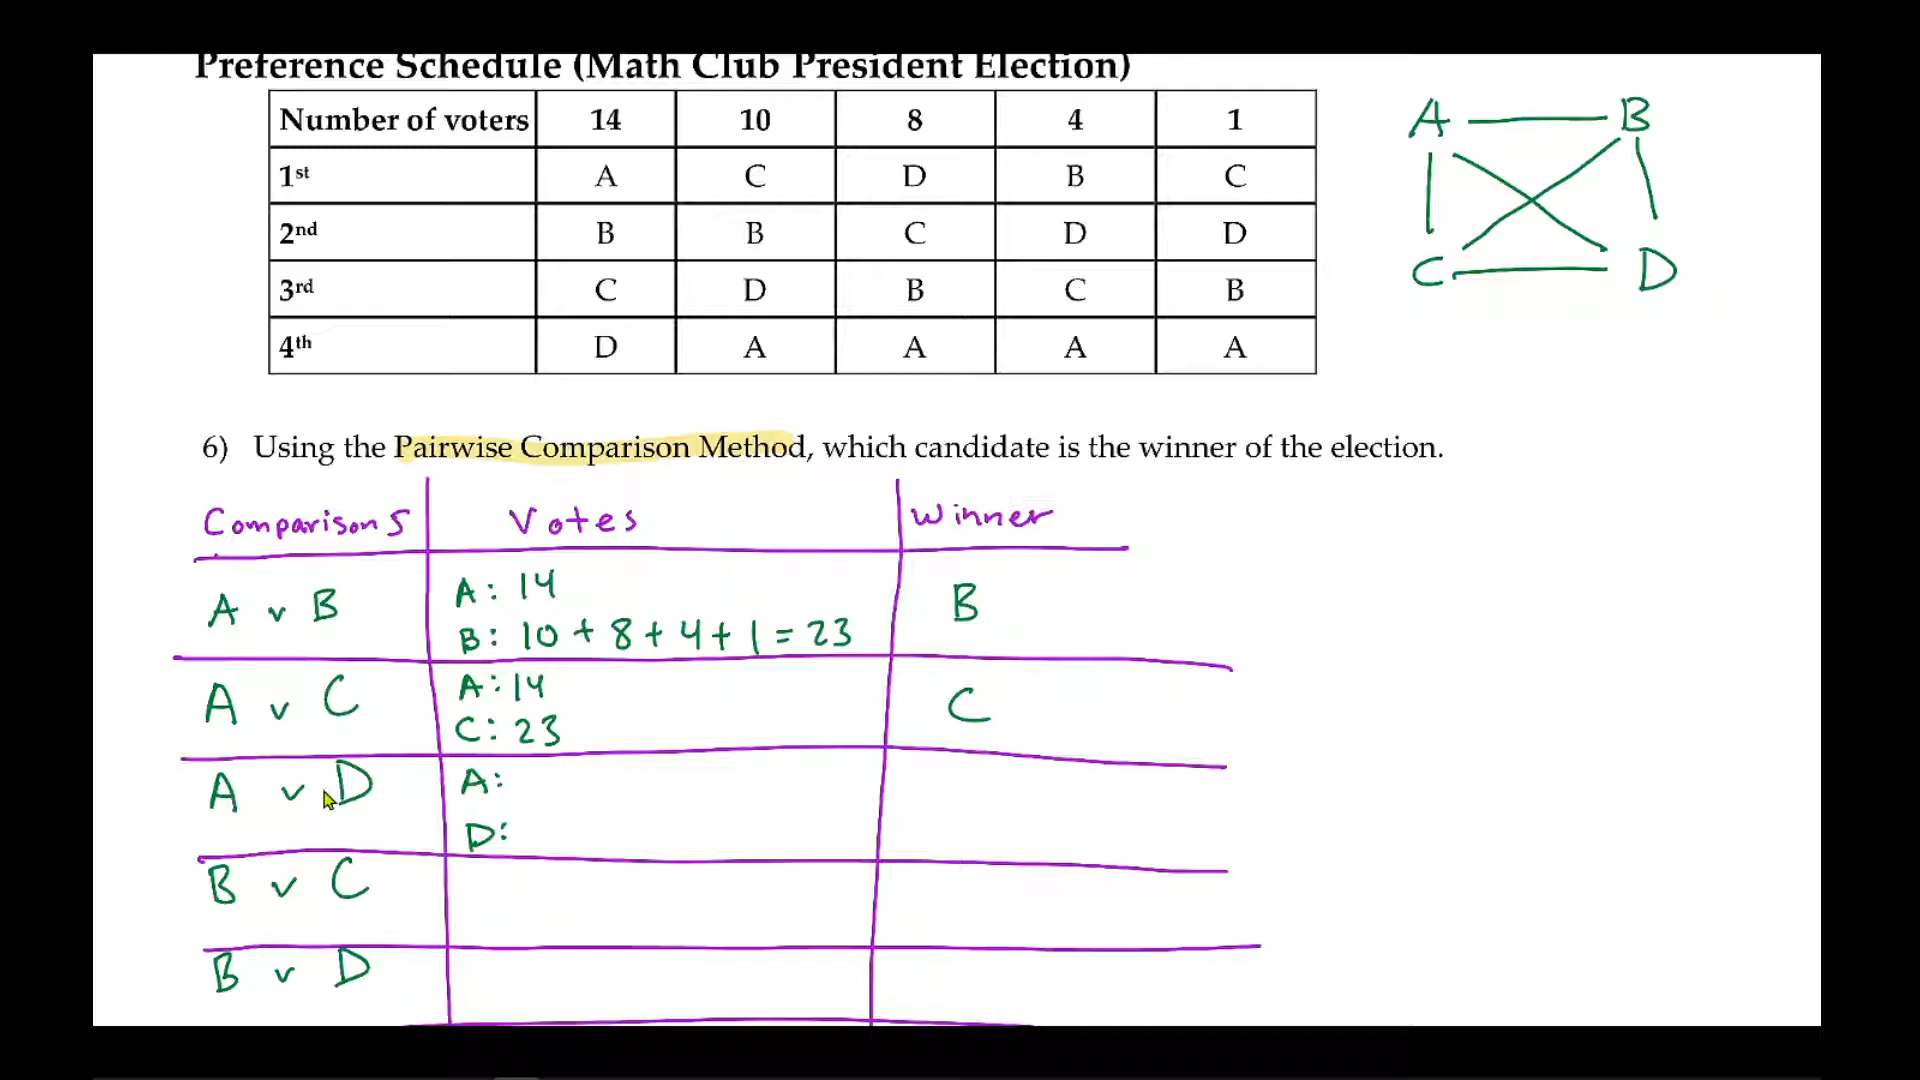 Preference Schedule (Math Club President Election)
Number of voters 14 10 8 4 1
1st A C D B C
2nd B B C D D
3rd C D B C B
4th D A A A A
A B
C D
6) Using the Pairwise Comparison Method, which candidate is the winner of the election.
Comparisons Votes Winner
A v B A: 14 B
B: 10 + 8 + 4 + 1 = 23
A v C A: 14 C
C: 23
A v D A:
D:
B v C
B v D